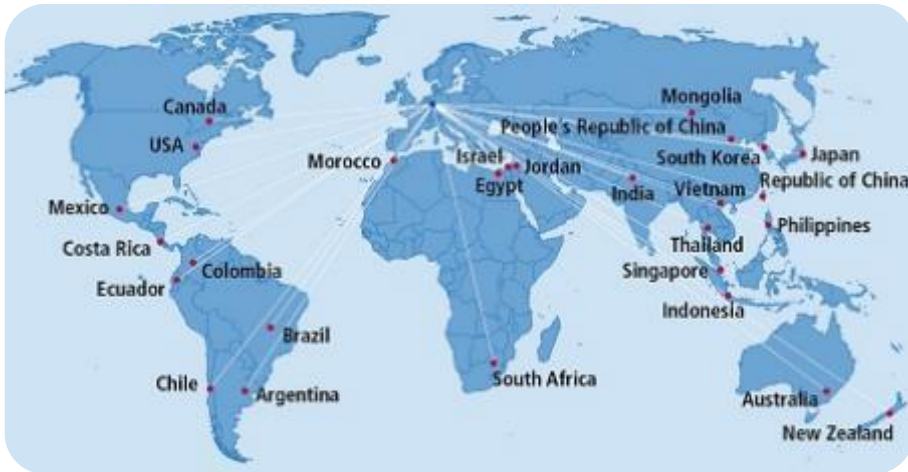 Canada
Mongolia
People's Republic of China
USA
Morocco
Israel
Jordan
South Korea
Japan
Egypt
India
Vietnam
Republic of China
Mexico
Philippines
Costa Rica
Thailand
Colombia
Singapore
Ecuador
Indonesia
Brazil
Chile
South Africa
Argentina
Australia
New Zealand